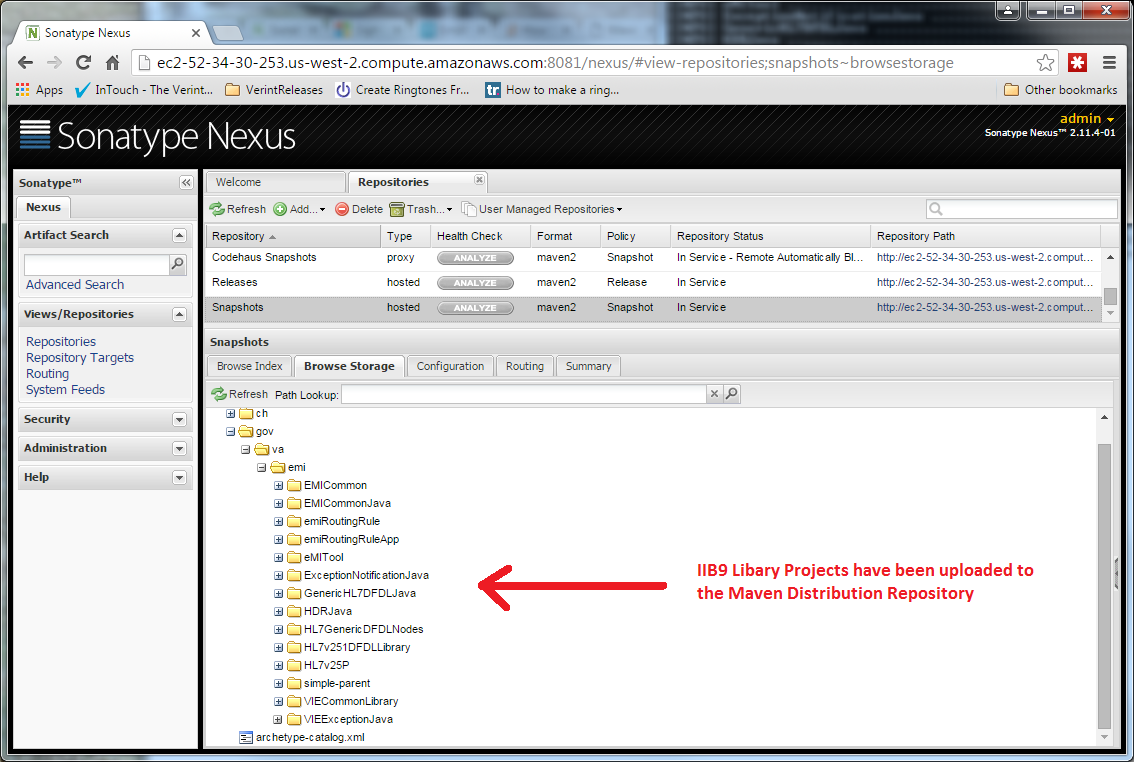 Sonatype Nexus
ec2-52-34-30-253.us-west-2.compute.amazonaws.com:8081/nexus/#view-repositories;snapshots~browsestorage
Apps InTouch - The Verint... VerintReleases Create Ringtones Fr... tr How to make a ring... Other bookmarks
Sonatype Nexus
admin
Sonatype Nexus™ 2.11.4-01
Sonatype™
Nexus
Artifact Search
Advanced Search
Views/Repositories
Repositories
Repository Targets
Routing
System Feeds
Security
Administration
Help
Welcome Repositories
Refresh Add... Delete Trash... User Managed Repositories
Repository Type Health Check Format Policy Repository Status Repository Path
Codehaus Snapshots proxy ANALYZE maven2 Snapshot In Service - Remote Automatically Bl... http://ec2-52-34-30-253.us-west-2.comput...
Releases hosted ANALYZE maven2 Release In Service http://ec2-52-34-30-253.us-west-2.comput...
Snapshots hosted ANALYZE maven2 Snapshot In Service http://ec2-52-34-30-253.us-west-2.comput...
Snapshots
Browse Index Browse Storage Configuration Routing Summary
Refresh Path Lookup:
ch
gov
va
emi
EMICommon
EMICommonJava
emiRoutingRule
emiRoutingRuleApp
eMITool
ExceptionNotificationJava
GenericHL7DFDLJava
HDRJava
HL7GenericDFDLNodes
HL7v251DFDLLibrary
HL7v25P
simple-parent
VIECommonLibrary
VIEExceptionJava
archetype-catalog.xml
IIB9 Libary Projects have been uploaded to
the Maven Distribution Repository